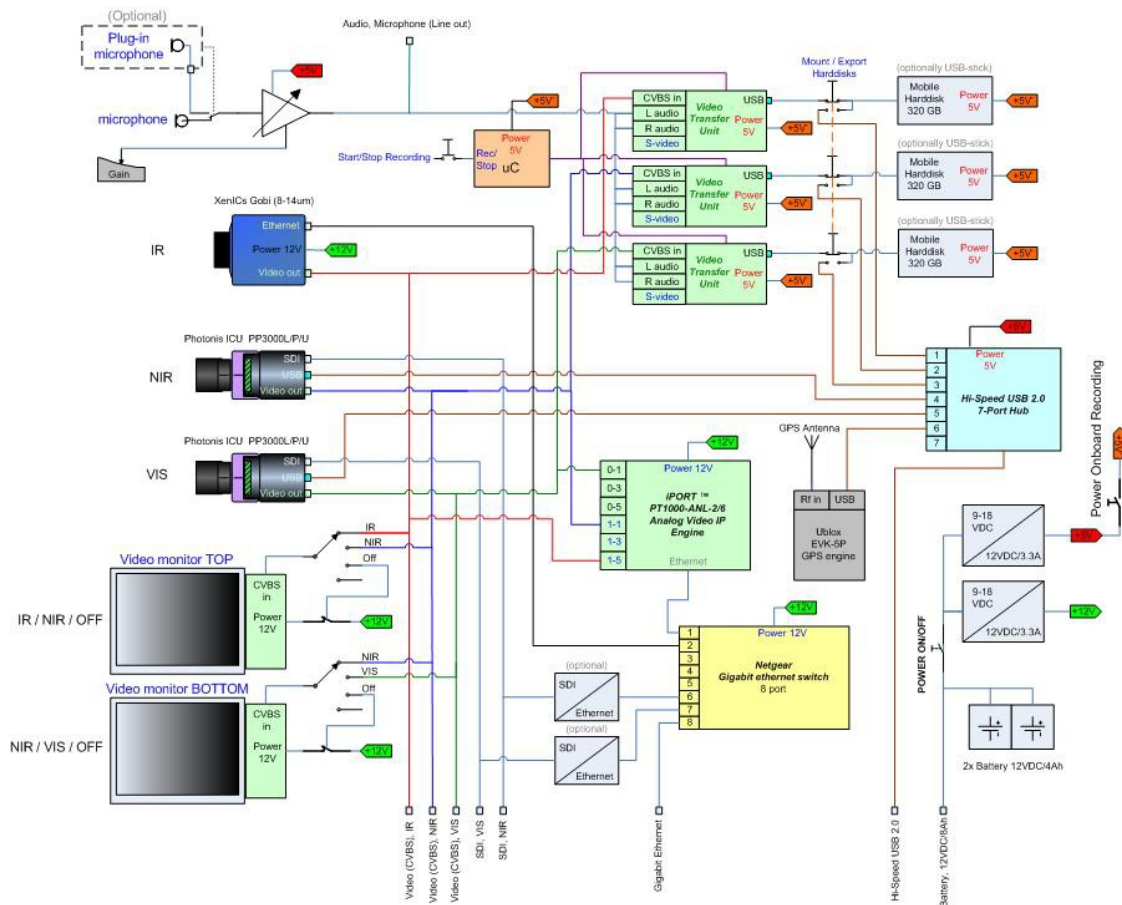 (Optional)
Plug-in
microphone
microphone
Gain
+5V
Audio, Microphone (Line out)
Start/Stop Recording
+5V
Power
5V
Rec/
Stop
uC
CVBS in
L audio
R audio
S-video
Video
Transfer
Unit
USB
Power
5V
+5V
CVBS in
L audio
R audio
S-video
Video
Transfer
Unit
USB
Power
5V
+5V
CVBS in
L audio
R audio
S-video
Video
Transfer
Unit
USB
Power
5V
+5V
Mount / Export
Harddisks
(optionally USB-stick)
Mobile
Harddisk
320 GB
Power
5V
+5V
(optionally USB-stick)
Mobile
Harddisk
320 GB
Power
5V
+5V
(optionally USB-stick)
Mobile
Harddisk
320 GB
Power
5V
+5V
XenICs Gobi (8-14um)
IR
Ethernet
Power 12V
+12V
Video out
Photonis ICU PP3000L/P/U
NIR
SDI
USB
Video out
Photonis ICU PP3000L/P/U
VIS
SDI
USB
Video out
+5V
1
2
3
4
5
6
7
Power
5V
Hi-Speed USB 2.0
7-Port Hub
GPS Antenna
Rf in
USB
Ublox
EVK-5P
GPS engine
+12V
0-1
0-3
0-5
1-1
1-3
1-5
Power 12V
iPORT ™
PT1000-ANL-2/6
Analog Video IP
Engine
Ethernet
+12V
1
2
3
4
5
6
7
8
Power 12V
Netgear
Gigabit ethernet switch
8 port
(optional)
SDI
Ethernet
(optional)
SDI
Ethernet
Video monitor TOP
IR / NIR / OFF
CVBS
in
Power
12V
IR
NIR
Off
+12V
Video monitor BOTTOM
NIR / VIS / OFF
CVBS
in
Power
12V
NIR
VIS
Off
+12V
Power Onboard Recording
+5V
9-18
VDC
12VDC/3.3A
+5V
9-18
VDC
12VDC/3.3A
+12V
POWER ON/OFF
2x Battery 12VDC/4Ah
Video (CVBS), IR
Video (CVBS), NIR
Video (CVBS), VIS
SDI, VIS
SDI, NIR
Gigabit Ethernet
Hi-Speed USB 2.0
Battery, 12VDC/8Ah